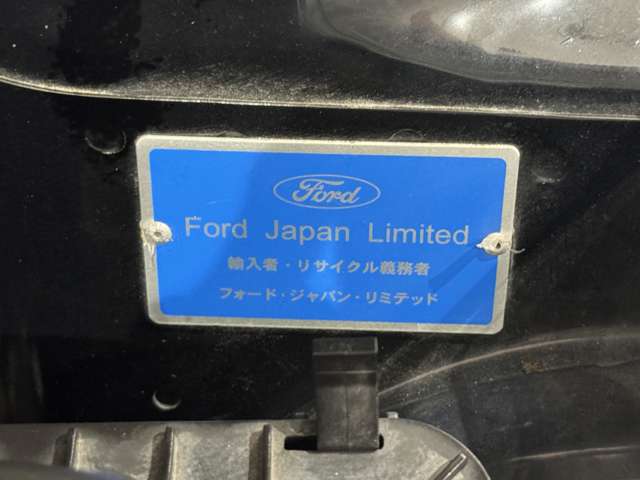 Ford
Ford Japan Limited
輸入者・リサイクル義務者
フォード・ジャパン・リミテッド